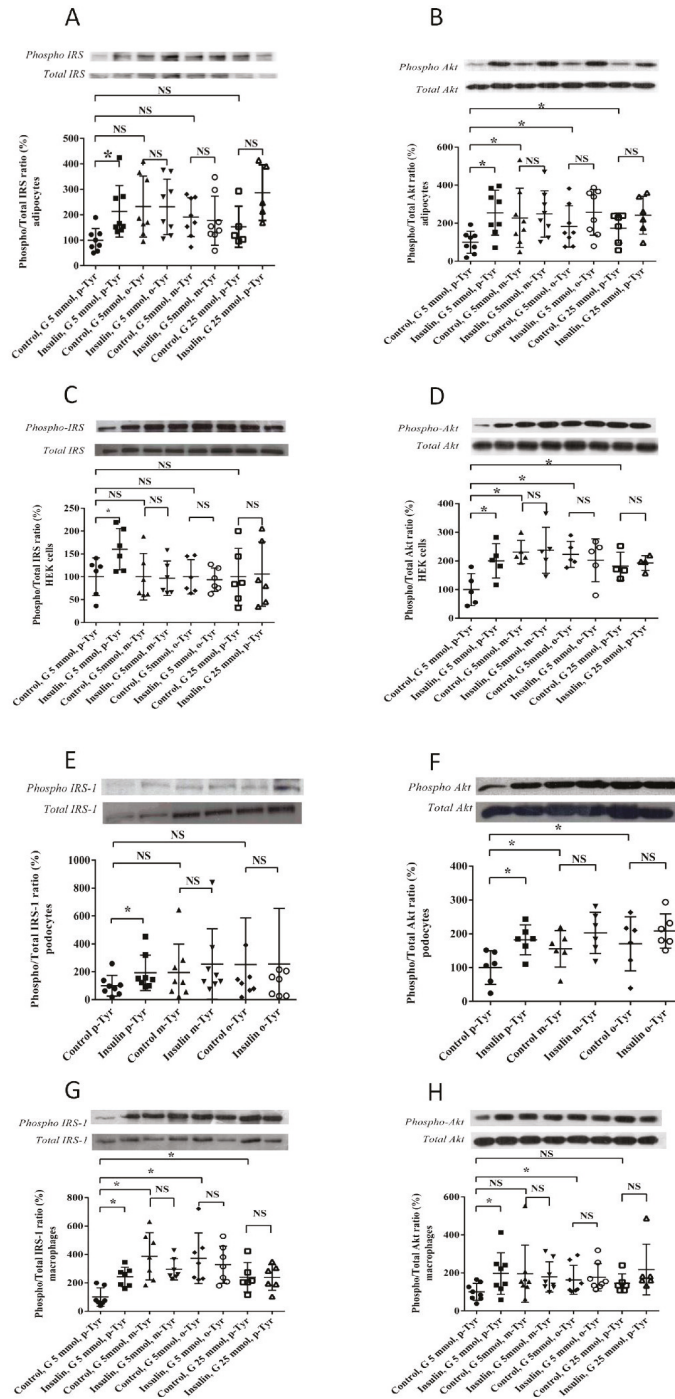 A
Phospho IRS
Total IRS
NS
NS
NS
NS
NS
NS
*
Phospho/Total IRS ratio (%)
adipocytes
500
400
300
200
100
0
Control, G 5 mmol, p-Tyr
Insulin, G 5 mmol, p-Tyr
Control, G 5mmol, o-Tyr
Insulin, G 5 mmol, o-Tyr
Control, G 5mmol, m-Tyr
Insulin, G 5mmol, m-Tyr
Control, G 25 mmol, p-Tyr
Insulin, G 25 mmol, p-Tyr
B
Phospho Akt
Total Akt
*
*
*
*
NS
NS
NS
Phospho/Total Akt ratio (%)
adipocytes
600
400
200
0
Control, G 5 mmol, p-Tyr
Insulin, G 5 mmol, p-Tyr
Control, G 5mmol, m-Tyr
Insulin, G 5mmol, m-Tyr
Control, G 5mmol, o-Tyr
Insulin, G 5mmol, o-Tyr
Control, G 25 mmol, p-Tyr
Insulin, G 25 mmol, p-Tyr
C
Phospho-IRS
Total IRS
NS
NS
NS
NS
NS
NS
*
Phospho/Total IRS ratio (%)
HEK cells
250
200
150
100
50
0
Control, G 5 mmol, p-Tyr
Insulin, G 5 mmol, p-Tyr
Control, G 5mmol, m-Tyr
Insulin, G 5mmol, m-Tyr
Control, G 5mmol, o-Tyr
Insulin, G 5 mmol, o-Tyr
Control, G 25 mmol, p-Tyr
Insulin, G 25 mmol, p-Tyr
D
Phospho-Akt
Total Akt
*
*
*
*
NS
NS
NS
Phospho/Total Akt ratio (%)
HEK cells
400
300
200
100
0
Control, G 5 mmol, p-Tyr
Insulin, G 5 mmol, p-Tyr
Control, G 5mmol, m-Tyr
Insulin, G 5mmol, m-Tyr
Control, G 5mmol, o-Tyr
Insulin, G 5 mmol, o-Tyr
Control, G 25 mmol, p-Tyr
Insulin, G 25 mmol, p-Tyr
E
Phospho IRS-1
Total IRS-1
NS
NS
NS
NS
*
Phospho/Total IRS-1 ratio (%)
podocytes
1000
800
600
400
200
0
Control p-Tyr
Insulin p-Tyr
Control m-Tyr
Insulin m-Tyr
Control o-Tyr
Insulin o-Tyr
F
Phospho Akt
Total Akt
*
*
*
NS
NS
Phospho/Total Akt ratio (%)
podocytes
400
300
200
100
0
Control p-Tyr
Insulin p-Tyr
Control m-Tyr
Insulin m-Tyr
Control o-Tyr
Insulin o-Tyr
G
Phospho IRS-1
Total IRS-1
*
*
*
*
NS
NS
NS
Phospho/Total IRS-1 ratio (%)
macrophages
800
600
400
200
0
Control, G 5 mmol, p-Tyr
Insulin, G 5 mmol, p-Tyr
Control, G 5mmol, m-Tyr
Insulin, G 5mmol, m-Tyr
Control, G 5mmol, o-Tyr
Insulin, G 5 mmol, o-Tyr
Control, G 25 mmol, p-Tyr
Insulin, G 25 mmol, p-Tyr
H
Phospho-Akt
Total Akt
NS
*
NS
*
NS
NS
NS
Phospho/Total Akt ratio (%)
macrophages
600
400
200
0
Control, G 5 mmol, p-Tyr
Insulin, G 5 mmol, p-Tyr
Control, G 5mmol, m-Tyr
Insulin, G 5mmol, m-Tyr
Control, G 5mmol, o-Tyr
Insulin, G 5 mmol, o-Tyr
Control, G 25 mmol, p-Tyr
Insulin, G 25 mmol, p-Tyr